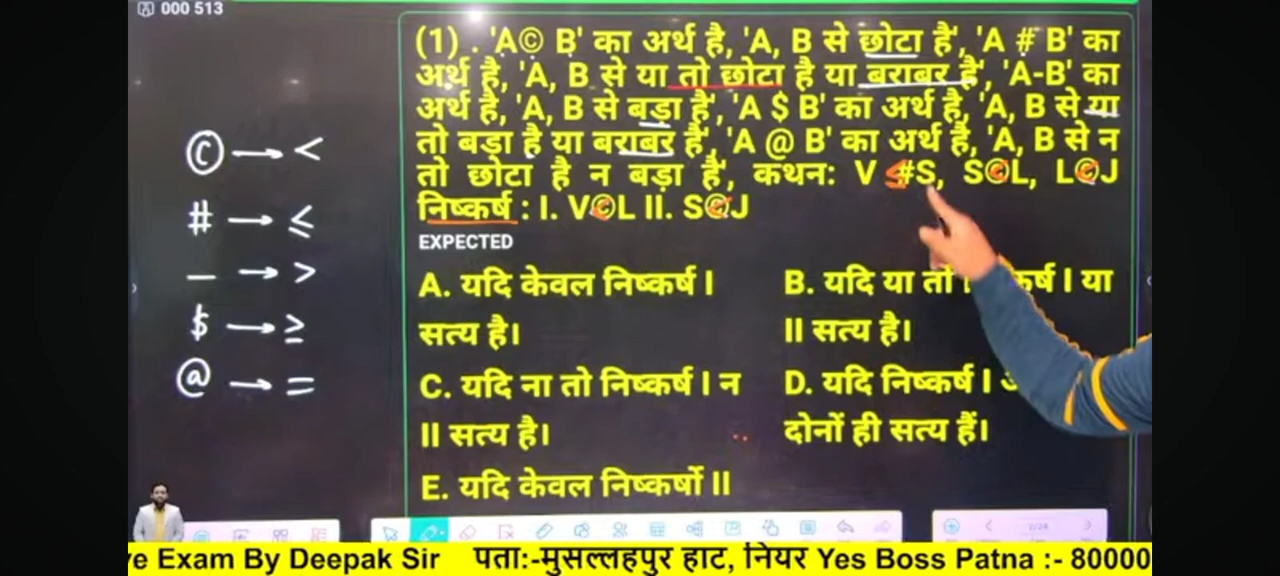 000 513
(1) . 'A© B' का अर्थ है, 'A, B से छोटा है', 'A # B' का
अर्थ है, 'A, B से या तो छोटा है या बराबर है', 'A-B' का
अर्थ है, 'A, B से बड़ा है', 'A $ B' का अर्थ है, 'A, B से या
तो बड़ा है या बराबर है', 'A @ B' का अर्थ है, 'A, B से न
तो छोटा है न बड़ा है', कथन: V #S, S©L, L©J
निष्कर्ष : I. V©L II. S©J
EXPECTED
A. यदि केवल निष्कर्ष I
सत्य है।
B. यदि या तो I या
II सत्य है।
C. यदि ना तो निष्कर्ष I न
II सत्य है।
D. यदि निष्कर्ष I
दोनों ही सत्य हैं।
E. यदि केवल निष्कर्षो II
© → <
# → ≤
– → >
$ → ≥
@ → =
2/24
e Exam By Deepak Sir पता:-मुसल्लहपुर हाट, नियर Yes Boss Patna :- 80000